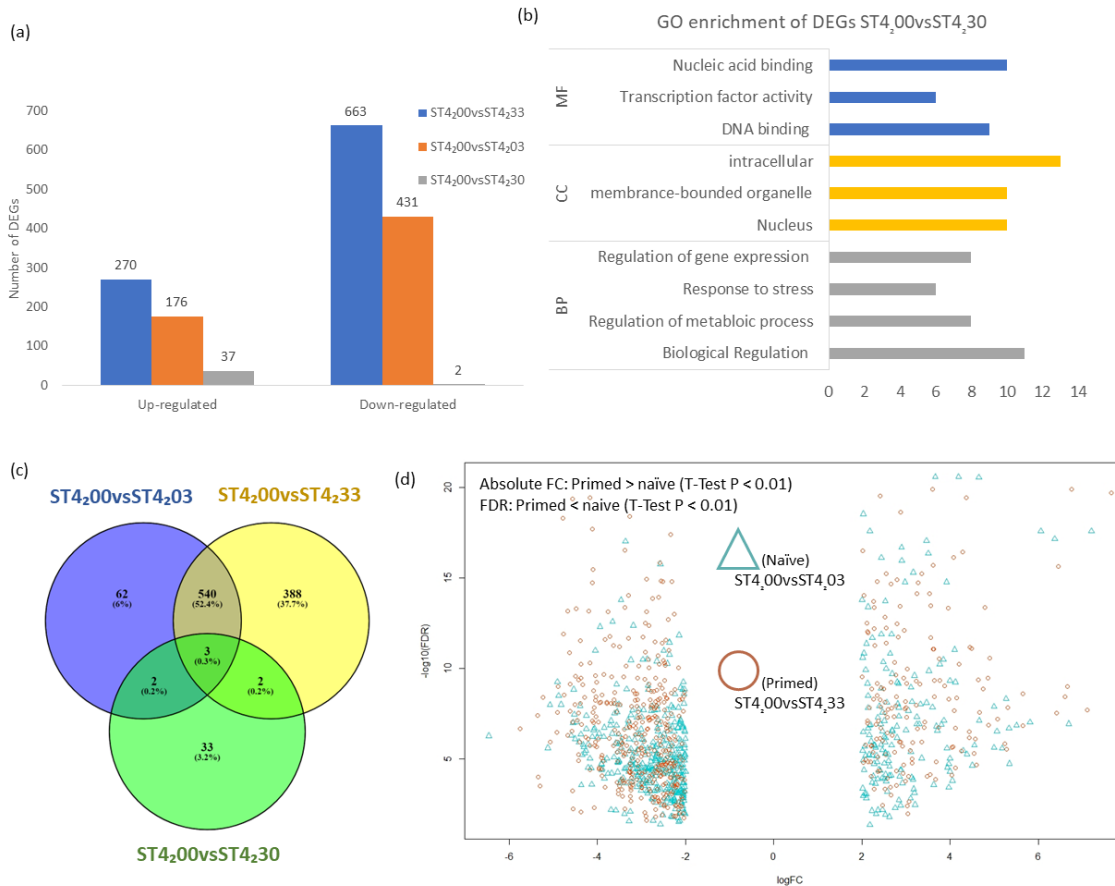 (a)
700
600
500
400
300
200
100
0
Number of DEGs
270
176
37
663
431
2
Up-regulated
Down-regulated
ST4₂00vsST4₂33
ST4₂00vsST4₂03
ST4₂00vsST4₂30
(b)
GO enrichment of DEGs ST4₂00vsST4₂30
MF
Nucleic acid binding
Transcription factor activity
DNA binding
CC
intracellular
membrance-bounded organelle
Nucleus
BP
Regulation of gene expression
Response to stress
Regulation of metabloic process
Biological Regulation
0 2 4 6 8 10 12 14
(c)
ST4₂00vsST4₂03
ST4₂00vsST4₂33
62
(6%)
540
(52.4%)
388
(37.7%)
3
(0.3%)
2
(0.2%)
2
(0.2%)
33
(3.2%)
ST4₂00vsST4₂30
(d)
Absolute FC: Primed > naïve (T-Test P < 0.01)
FDR: Primed < naive (T-Test P < 0.01)
(Naïve)
ST4₂00vsST4₂03
(Primed)
ST4₂00vsST4₂33
20
15
10
5
-log10(FDR)
-6 -4 -2 0 2 4 6
logFC